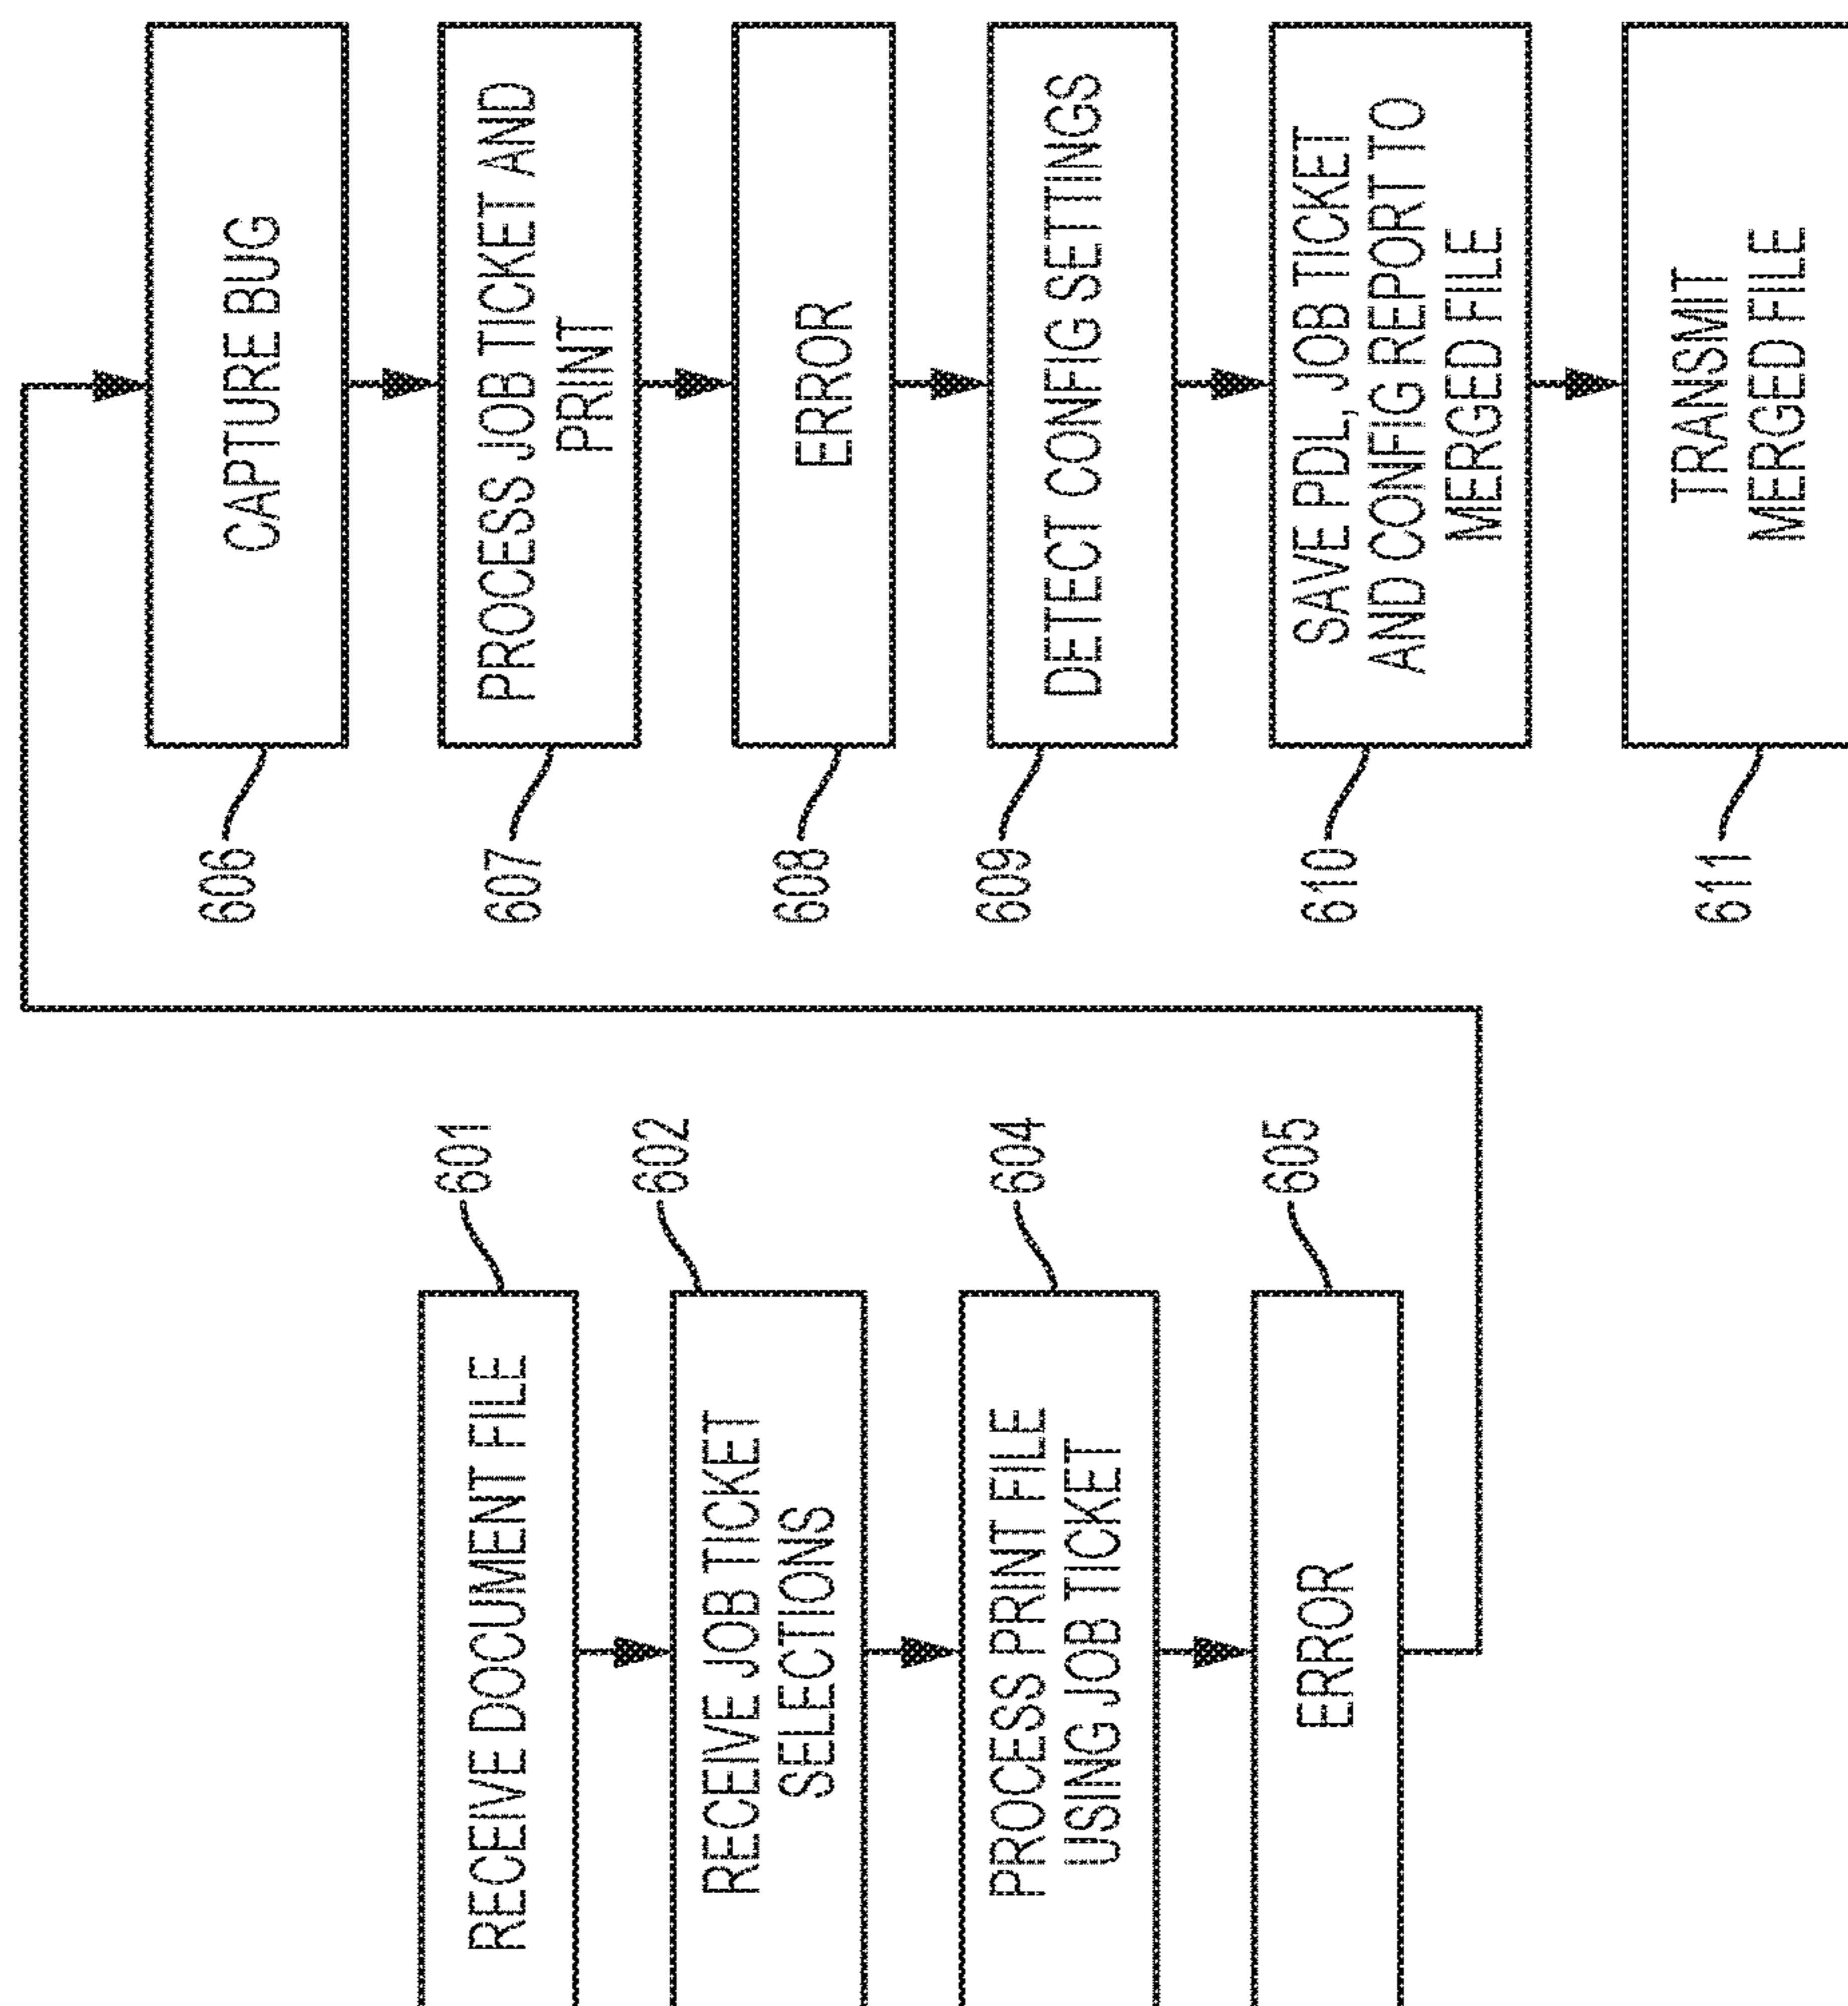 RECEIVE DOCUMENT FILE
601
RECEIVE JOB TICKET
SELECTIONS
602
PROCESS PRINT FILE
USING JOB TICKET
604
ERROR
605
CAPTURE BUG
606
PROCESS JOB TICKET AND
PRINT
607
ERROR
608
DETECT CONFIG SETTINGS
609
SAVE PDL, JOB TICKET
AND CONFIG REPORT TO
MERGED FILE
610
TRANSMIT
MERGED FILE
611